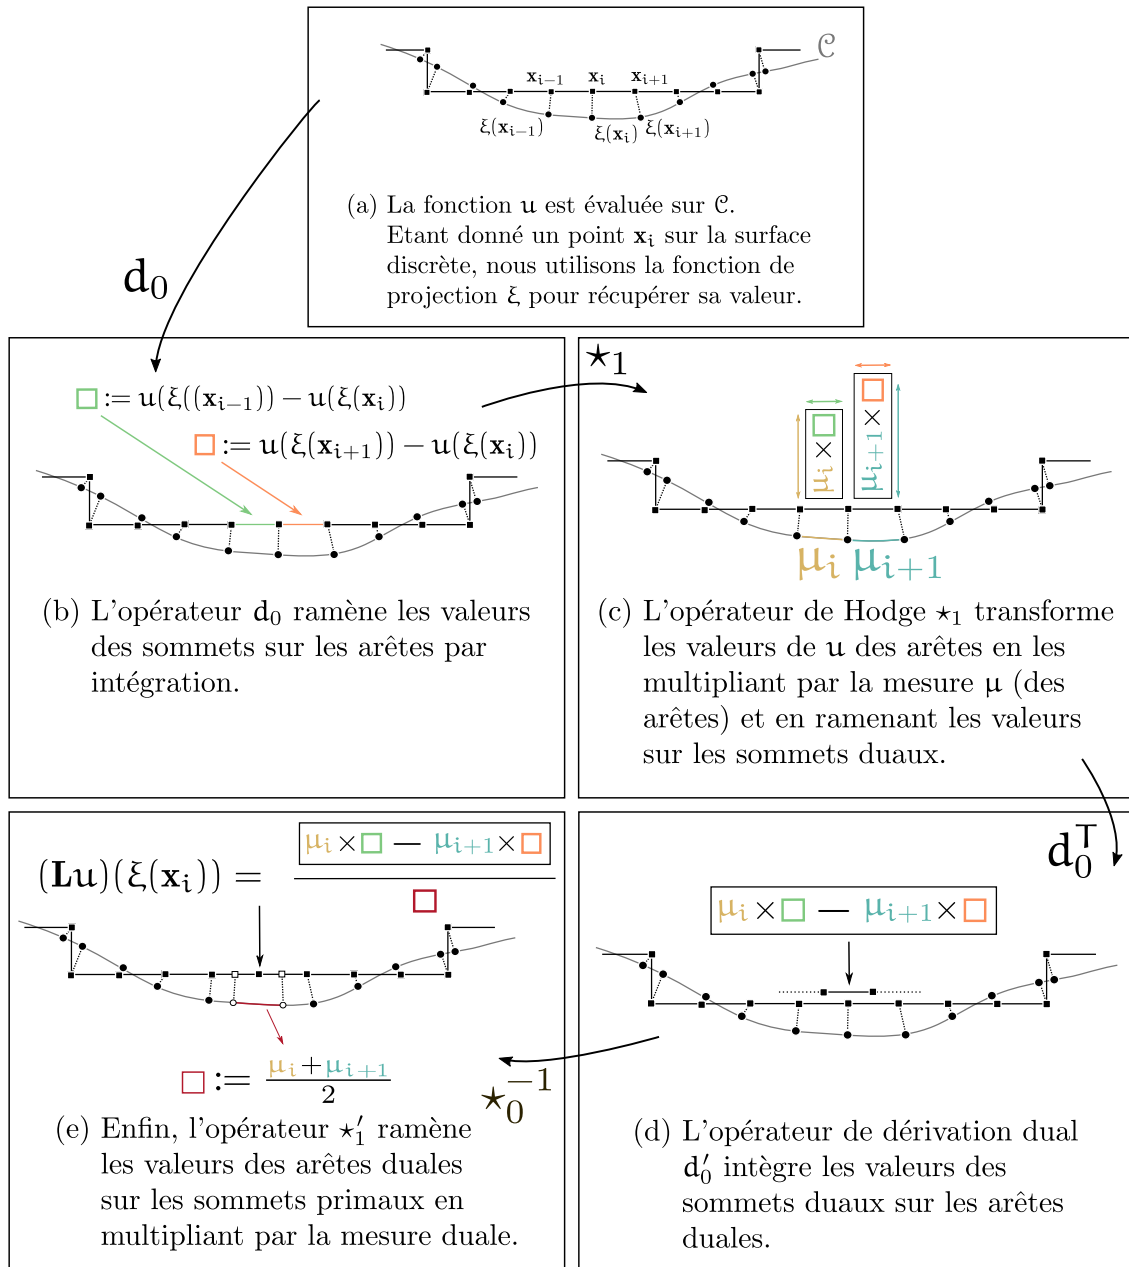 𝒞
x_{i−1} x_i x_{i+1}
ξ(x_{i−1}) ξ(x_i) ξ(x_{i+1})
(a) La fonction u est évaluée sur 𝒞.
Etant donné un point x_i sur la surface
discrète, nous utilisons la fonction de
projection ξ pour récupérer sa valeur.
d_0
□ := u(ξ((x_{i−1})) − u(ξ(x_i))
□ := u(ξ(x_{i+1})) − u(ξ(x_i))
(b) L'opérateur d_0 ramène les valeurs
des sommets sur les arêtes par
intégration.
⋆_1
μ_i × □
μ_{i+1} × □
μ_i μ_{i+1}
(c) L'opérateur de Hodge ⋆_1 transforme
les valeurs de u des arêtes en les
multipliant par la mesure μ (des
arêtes) et en ramenant les valeurs
sur les sommets duaux.
d_0^T
μ_i × □ − μ_{i+1} × □
(d) L'opérateur de dérivation dual
d'_0 intègre les valeurs des
sommets duaux sur les arêtes
duales.
⋆_0^{−1}
μ_i × □ − μ_{i+1} × □
(Lu)(ξ(x_i)) =
□
□ := (μ_i + μ_{i+1})/2
(e) Enfin, l'opérateur ⋆'_1 ramène
les valeurs des arêtes duales
sur les sommets primaux en
multipliant par la mesure duale.